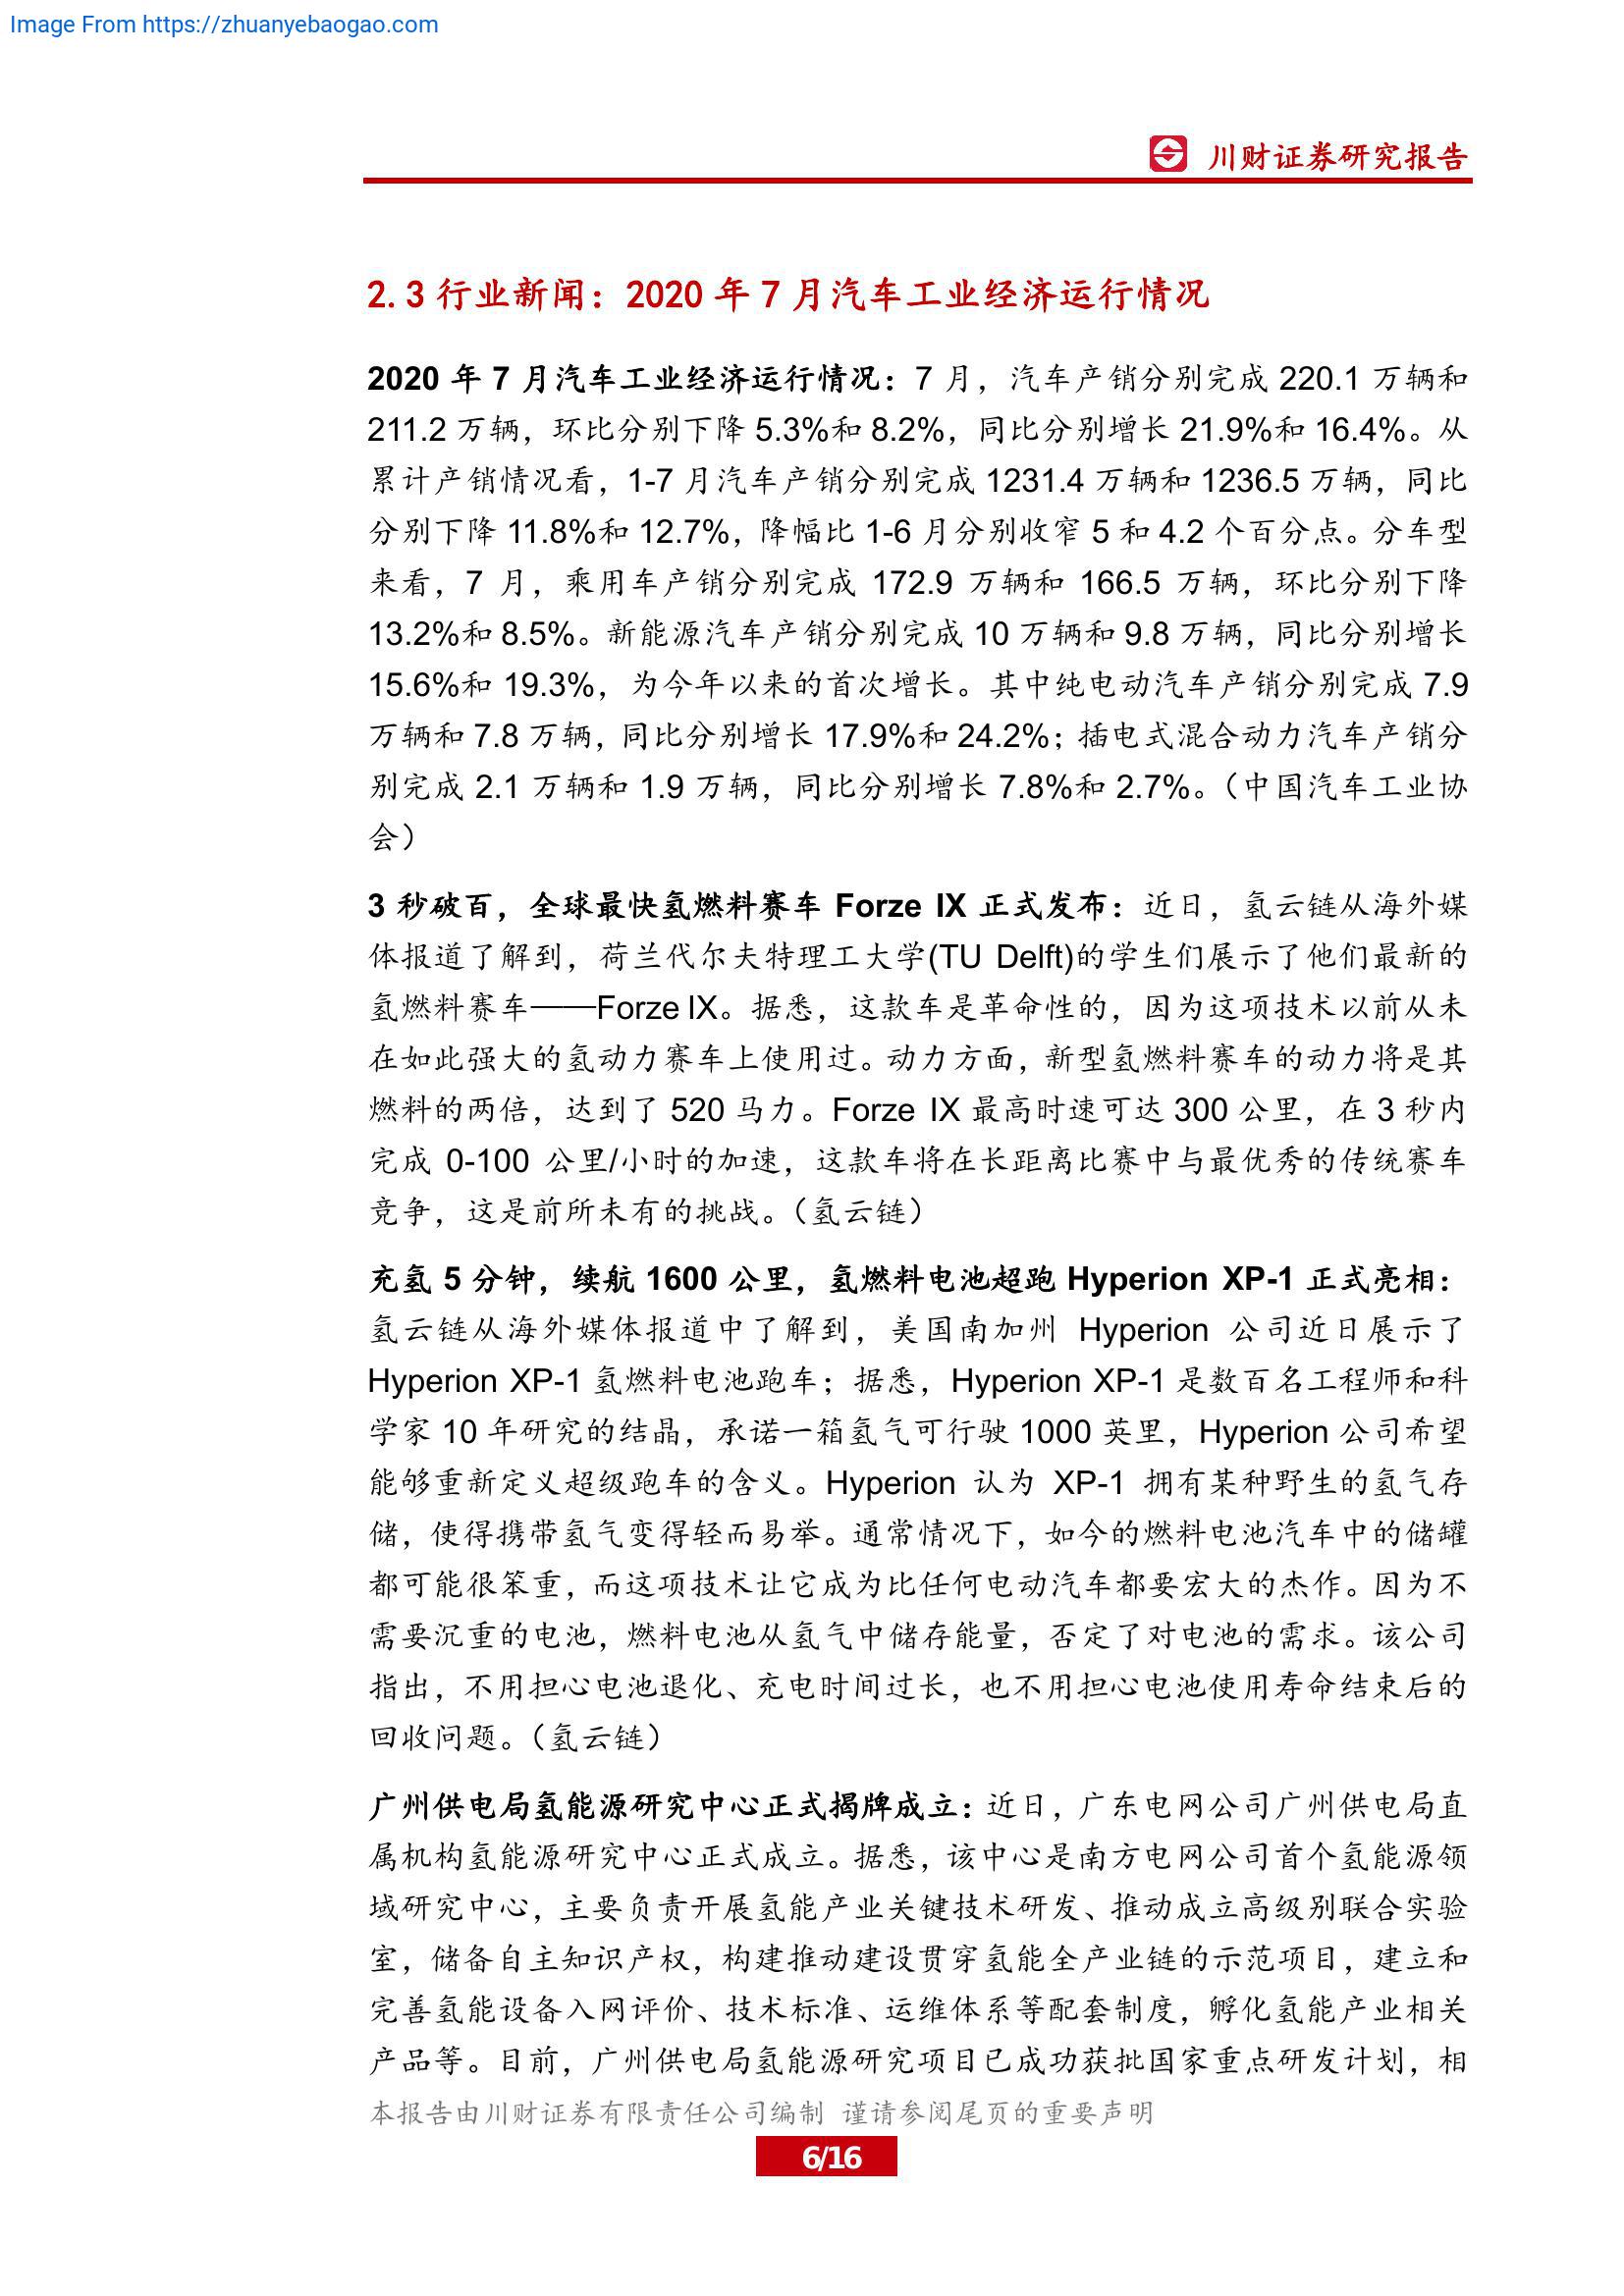 Image From https://zhuanyebaogao.com
川财证券研究报告
2.3 行业新闻：2020 年 7 月汽车工业经济运行情况
2020 年 7 月汽车工业经济运行情况：7 月，汽车产销分别完成 220.1 万辆和
211.2 万辆，环比分别下降 5.3%和 8.2%，同比分别增长 21.9%和 16.4%。从
累计产销情况看，1-7 月汽车产销分别完成 1231.4 万辆和 1236.5 万辆，同比
分别下降 11.8%和 12.7%，降幅比 1-6 月分别收窄 5 和 4.2 个百分点。分车型
来看，7 月，乘用车产销分别完成 172.9 万辆和 166.5 万辆，环比分别下降
13.2%和 8.5%。新能源汽车产销分别完成 10 万辆和 9.8 万辆，同比分别增长
15.6%和 19.3%，为今年以来的首次增长。其中纯电动汽车产销分别完成 7.9
万辆和 7.8 万辆，同比分别增长 17.9%和 24.2%；插电式混合动力汽车产销分
别完成 2.1 万辆和 1.9 万辆，同比分别增长 7.8%和 2.7%。（中国汽车工业协
会）
3 秒破百，全球最快氢燃料赛车 Forze IX 正式发布：近日，氢云链从海外媒
体报道了解到，荷兰代尔夫特理工大学(TU Delft)的学生们展示了他们最新的
氢燃料赛车——Forze IX。据悉，这款车是革命性的，因为这项技术以前从未
在如此强大的氢动力赛车上使用过。动力方面，新型氢燃料赛车的动力将是其
燃料的两倍，达到了 520 马力。Forze IX 最高时速可达 300 公里，在 3 秒内
完成 0-100 公里/小时的加速，这款车将在长距离比赛中与最优秀的传统赛车
竞争，这是前所未有的挑战。（氢云链）
充氢 5 分钟，续航 1600 公里，氢燃料电池超跑 Hyperion XP-1 正式亮相：
氢云链从海外媒体报道中了解到，美国南加州 Hyperion 公司近日展示了
Hyperion XP-1 氢燃料电池跑车；据悉，Hyperion XP-1 是数百名工程师和科
学家 10 年研究的结晶，承诺一箱氢气可行驶 1000 英里，Hyperion 公司希望
能够重新定义超级跑车的含义。Hyperion 认为 XP-1 拥有某种野生的氢气存
储，使得携带氢气变得轻而易举。通常情况下，如今的燃料电池汽车中的储罐
都可能很笨重，而这项技术让它成为比任何电动汽车都要宏大的杰作。因为不
需要沉重的电池，燃料电池从氢气中储存能量，否定了对电池的需求。该公司
指出，不用担心电池退化、充电时间过长，也不用担心电池使用寿命结束后的
回收问题。（氢云链）
广州供电局氢能源研究中心正式揭牌成立：近日，广东电网公司广州供电局直
属机构氢能源研究中心正式成立。据悉，该中心是南方电网公司首个氢能源领
域研究中心，主要负责开展氢能产业关键技术研发、推动成立高级别联合实验
室，储备自主知识产权，构建推动建设贯穿氢能全产业链的示范项目，建立和
完善氢能设备入网评价、技术标准、运维体系等配套制度，孵化氢能产业相关
产品等。目前，广州供电局氢能源研究项目已成功获批国家重点研发计划，相
本报告由川财证券有限责任公司编制 谨请参阅尾页的重要声明
6/16